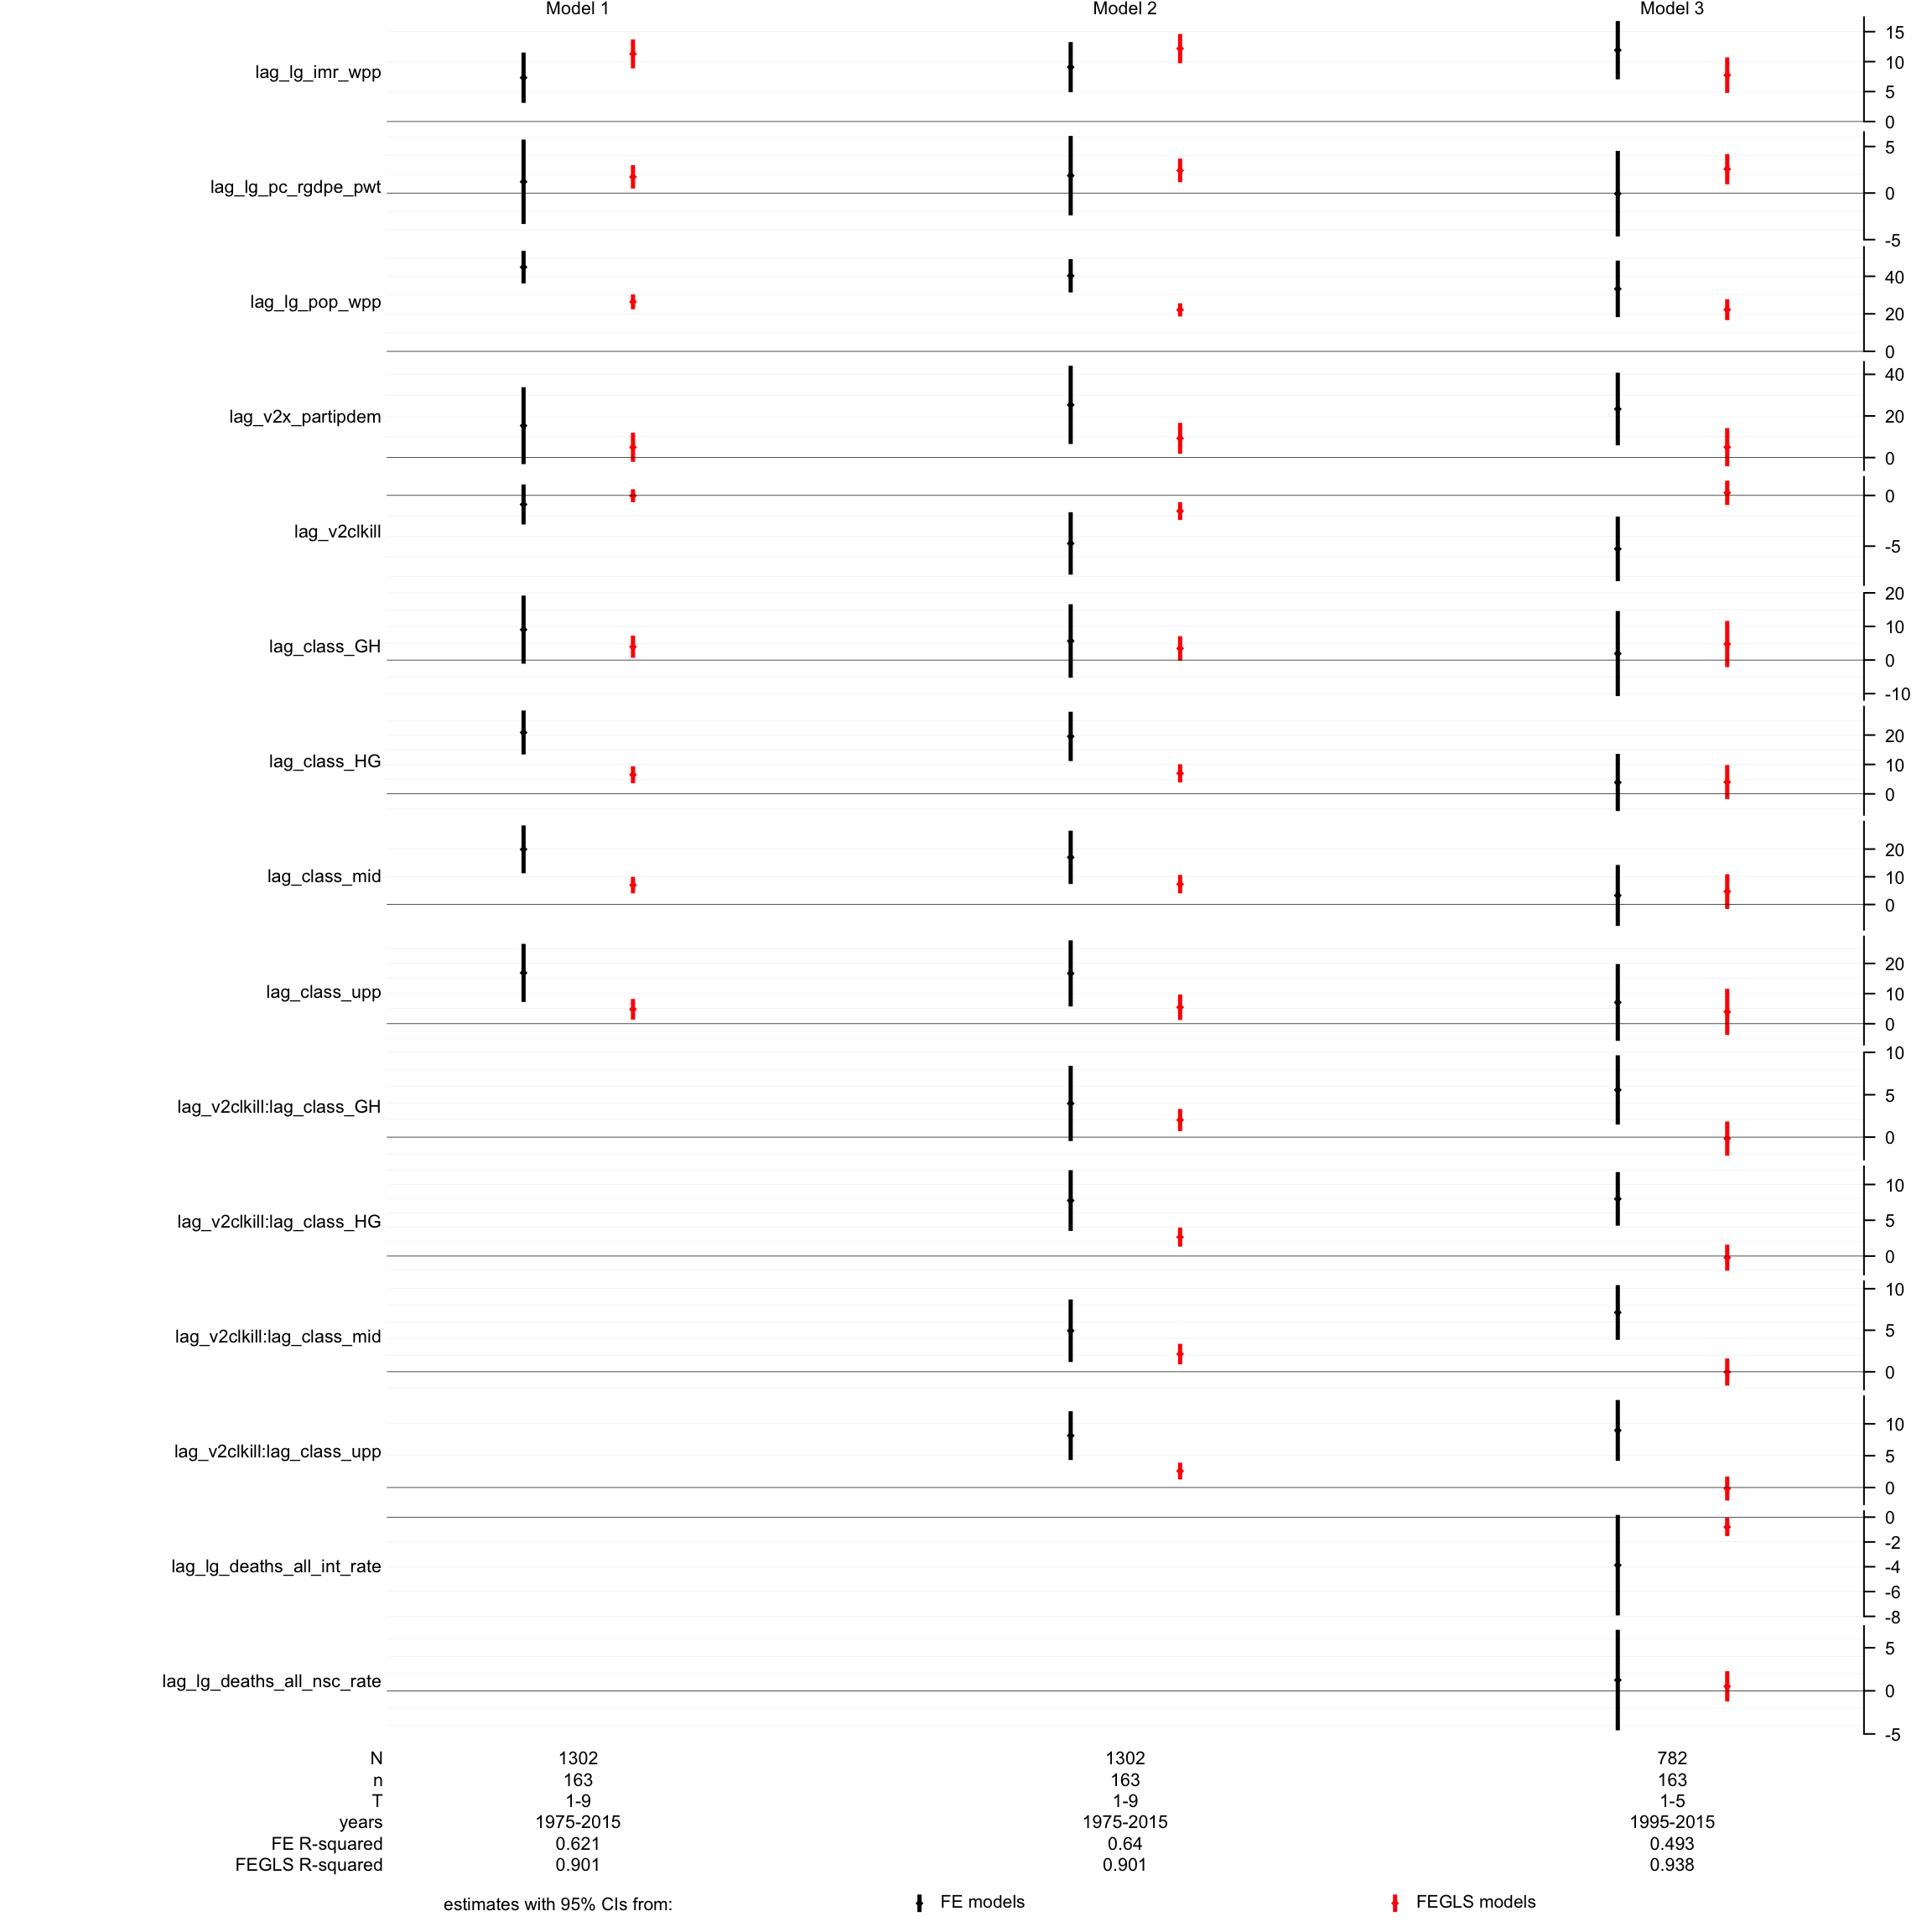 Model 1 Model 2 Model 3
lag_lg_imr_wpp 15 10 5 0
lag_lg_pc_rgdpe_pwt 5 0 -5
lag_lg_pop_wpp 40 20 0
lag_v2x_partipdem 40 20 0
lag_v2clkill 0 -5
lag_class_GH 20 10 0 -10
lag_class_HG 20 10 0
lag_class_mid 20 10 0
lag_class_upp 20 10 0
lag_v2clkill:lag_class_GH 10 5 0
lag_v2clkill:lag_class_HG 10 5 0
lag_v2clkill:lag_class_mid 10 5 0
lag_v2clkill:lag_class_upp 10 5 0
lag_lg_deaths_all_int_rate 0 -2 -4 -6 -8
lag_lg_deaths_all_nsc_rate 5 0 -5
N 1302 1302 782
n 163 163 163
T 1-9 1-9 1-5
years 1975-2015 1975-2015 1995-2015
FE R-squared 0.621 0.64 0.493
FEGLS R-squared 0.901 0.901 0.938
estimates with 95% CIs from: FE models FEGLS models